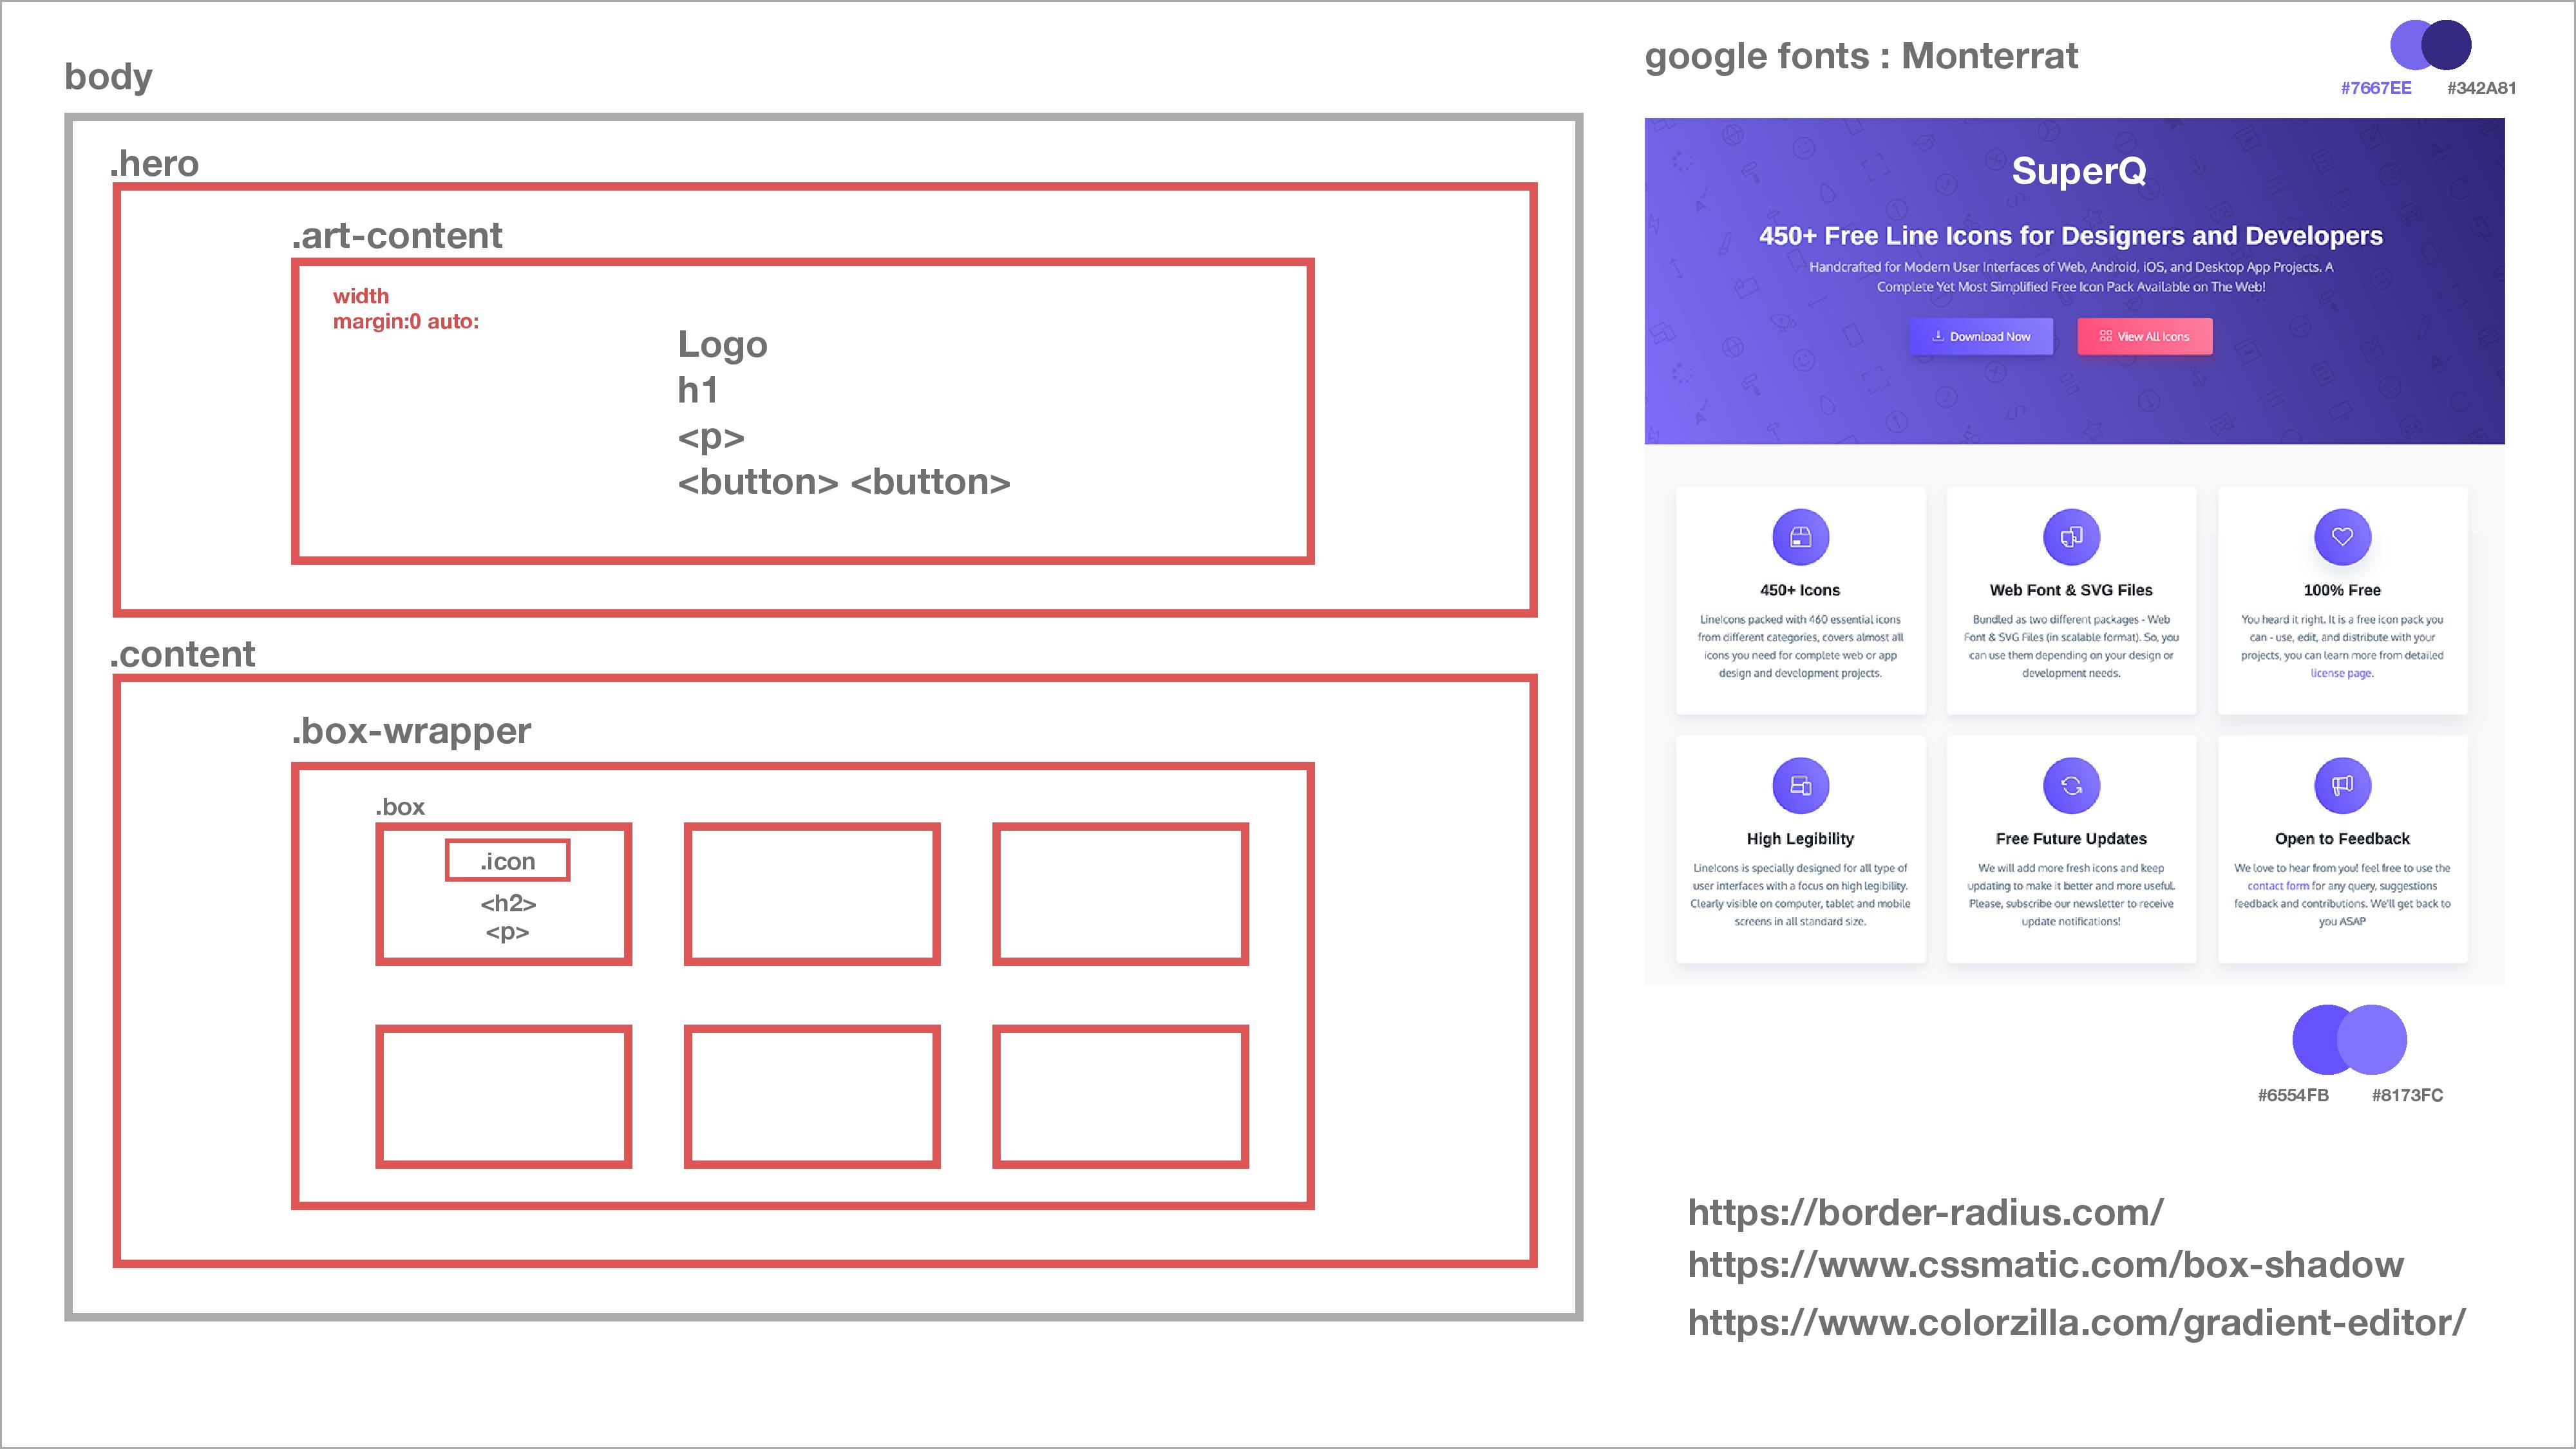 body
.hero
.art-content
width
margin:0 auto:
Logo
h1
<p>
<button> <button>
.content
.box-wrapper
.box
.icon
<h2>
<p>
google fonts : Monterrat
#7667EE #342A81
SuperQ
450+ Free Line Icons for Designers and Developers
Handcrafted for Modern User Interfaces of Web, Android, iOS, and Desktop App Projects. A
Complete Yet Most Simplified Free Icon Pack Available on The Web!
Download Now
View All Icons
450+ Icons
LineIcons packed with 460 essential icons
from different categories, covers almost all
icons you need for complete web or app
design and development projects.
Web Font & SVG Files
Bundled as two different packages - Web
Font & SVG Files (in scalable format). So, you
can use them depending on your design or
development needs.
100% Free
You heard it right. It is a free icon pack you
can - use, edit, and distribute with your
projects, you can learn more from detailed
license page.
High Legibility
LineIcons is specially designed for all type of
user interfaces with a focus on high legibility.
Clearly visible on computer, tablet and mobile
screens in all standard size.
Free Future Updates
We will add more fresh icons and keep
updating to make it better and more useful.
Please, subscribe our newsletter to receive
update notifications!
Open to Feedback
We love to hear from you! feel free to use the
contact form for any query, suggestions
feedback and contributions. We'll get back to
you ASAP
#6554FB #8173FC
https://border-radius.com/
https://www.cssmatic.com/box-shadow
https://www.colorzilla.com/gradient-editor/